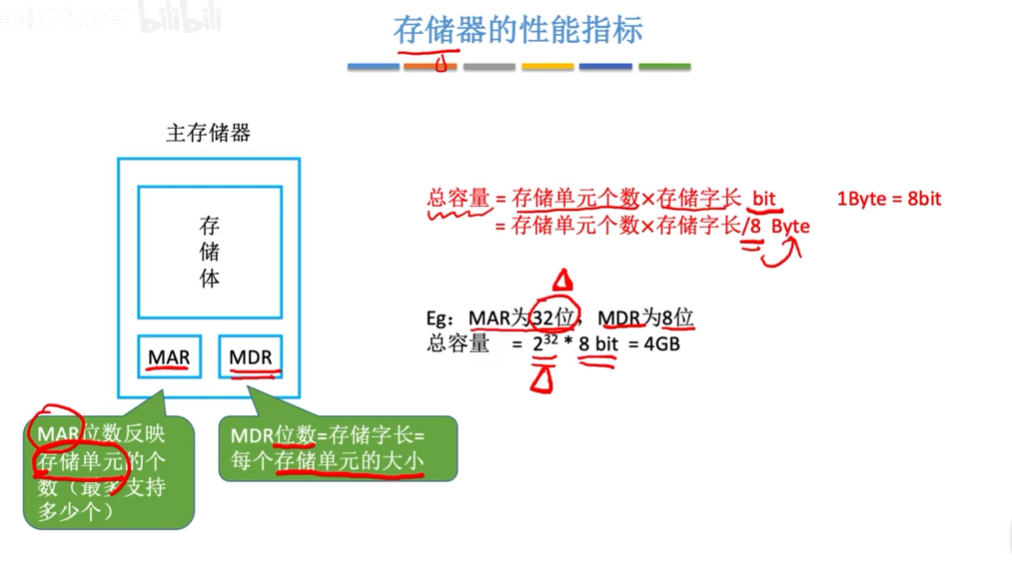 bilibili
存储器的性能指标
主存储器
存
储
体
MAR
MDR
MAR位数反映
存储单元的个
数（最多支持
多少个）
MDR位数=存储字长=
每个存储单元的大小
总容量 = 存储单元个数×存储字长 bit
= 存储单元个数×存储字长/8 Byte
1Byte = 8bit
Eg：MAR为32位，MDR为8位
总容量 = 2³² * 8 bit = 4GB